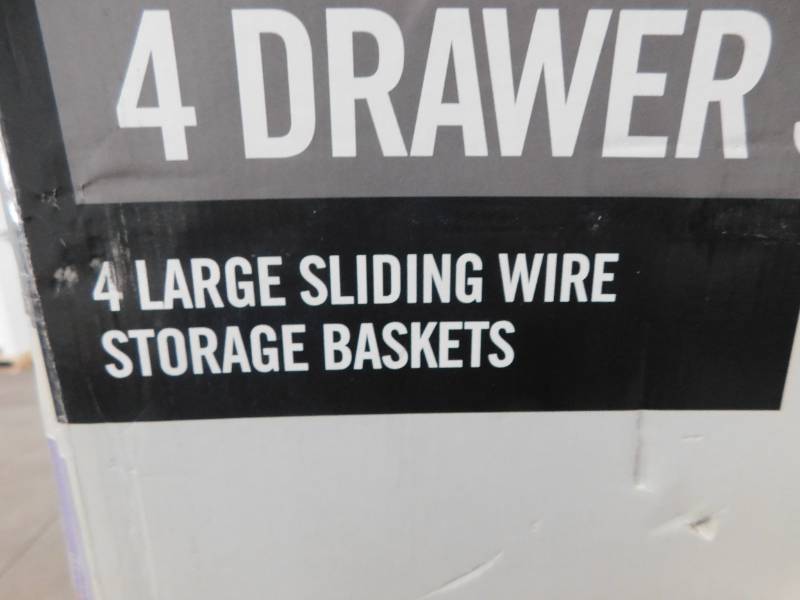 4 DRAWER
4 LARGE SLIDING WIRE
STORAGE BASKETS